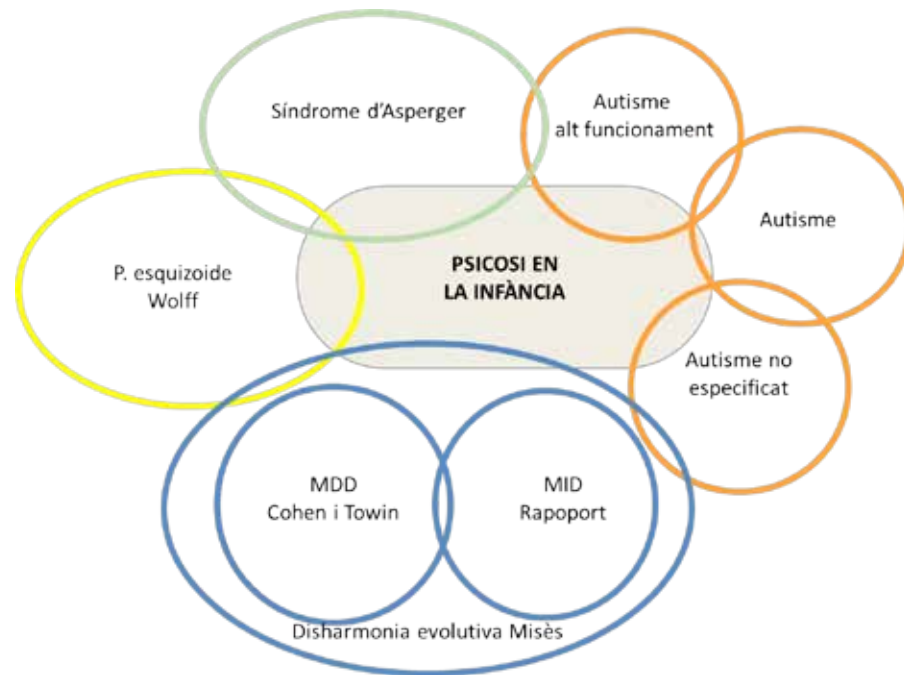 Síndrome d'Asperger
Autisme
alt funcionament
Autisme
P. esquizoide
Wolff
PSICOSI EN
LA INFÀNCIA
Autisme no
especificat
MDD
Cohen i Towin
MID
Rapoport
Disharmonia evolutiva Misès